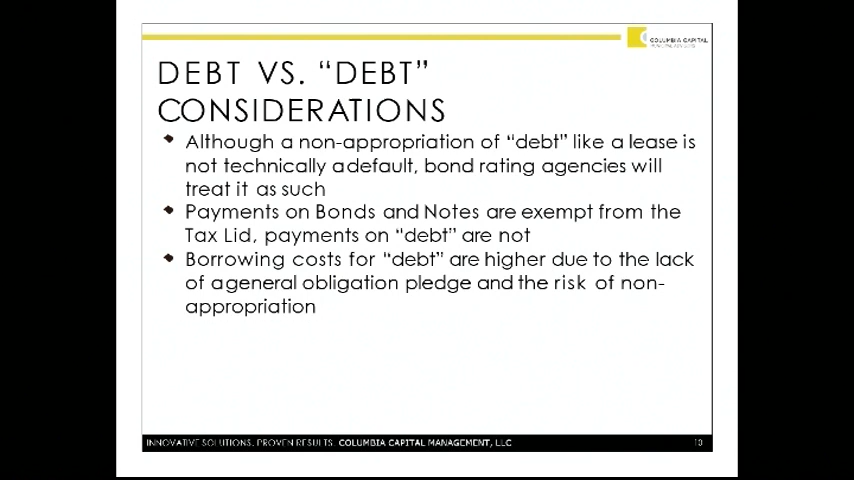 COLUMBIA CAPITAL
DEBT VS. “DEBT”
CONSIDERATIONS
Although a non-appropriation of “debt” like a lease is
not technically a default, bond rating agencies will
treat it as such
Payments on Bonds and Notes are exempt from the
Tax Lid, payments on “debt” are not
Borrowing costs for “debt” are higher due to the lack
of a general obligation pledge and the risk of non-
appropriation
INNOVATIVE SOLUTIONS. PROVEN RESULTS. COLUMBIA CAPITAL MANAGEMENT, LLC